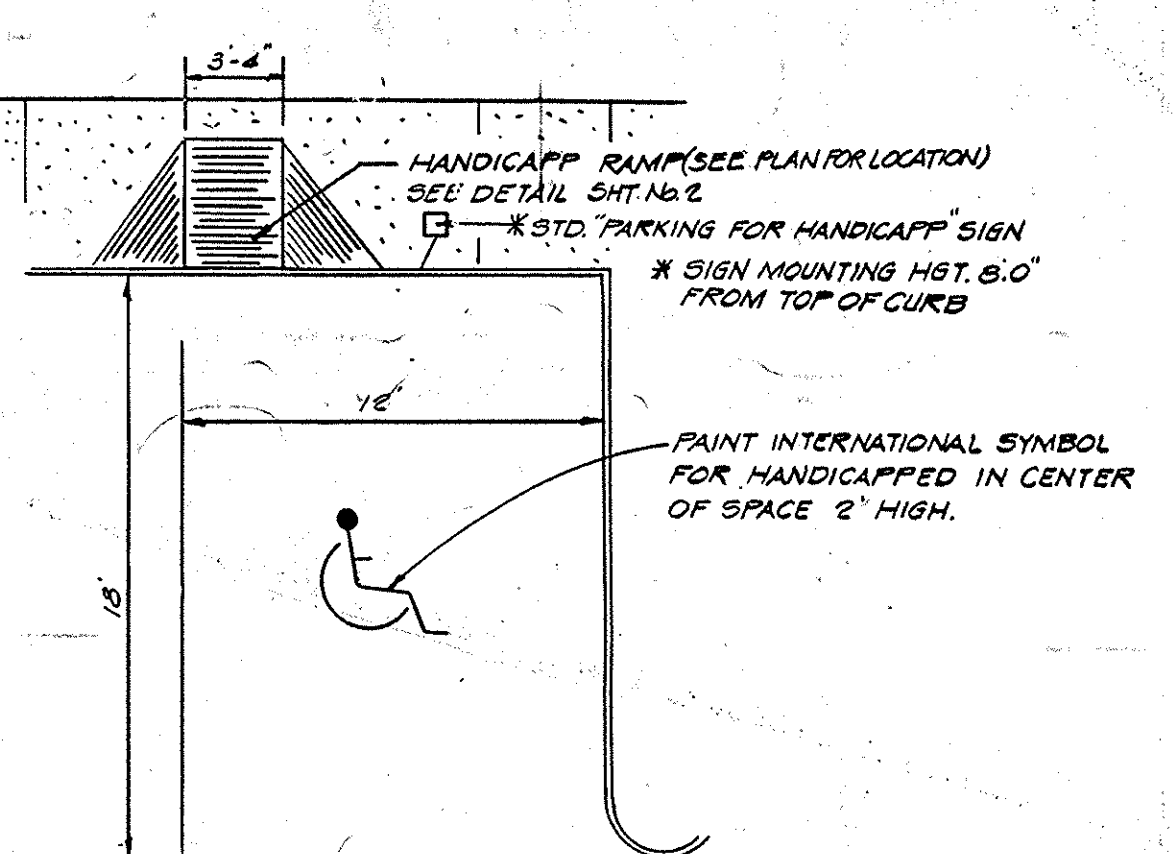 3'-4"
HANDICAPP RAMP (SEE PLAN FOR LOCATION)
SEE DETAIL SHT. No. 2
* STD. "PARKING FOR HANDICAPP" SIGN
* SIGN MOUNTING HGT. 8'.0"
FROM TOP OF CURB
12'
PAINT INTERNATIONAL SYMBOL
FOR HANDICAPPED IN CENTER
OF SPACE 2' HIGH.
18'